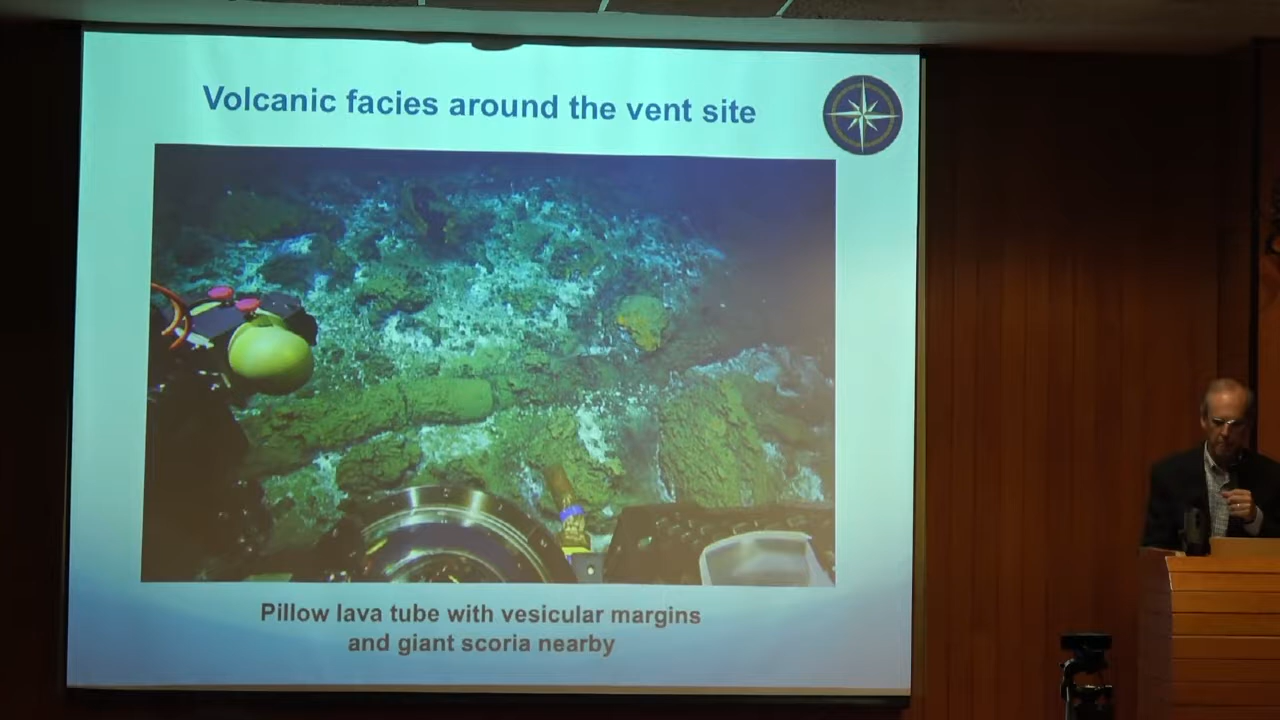 Volcanic facies around the vent site
Pillow lava tube with vesicular margins
and giant scoria nearby